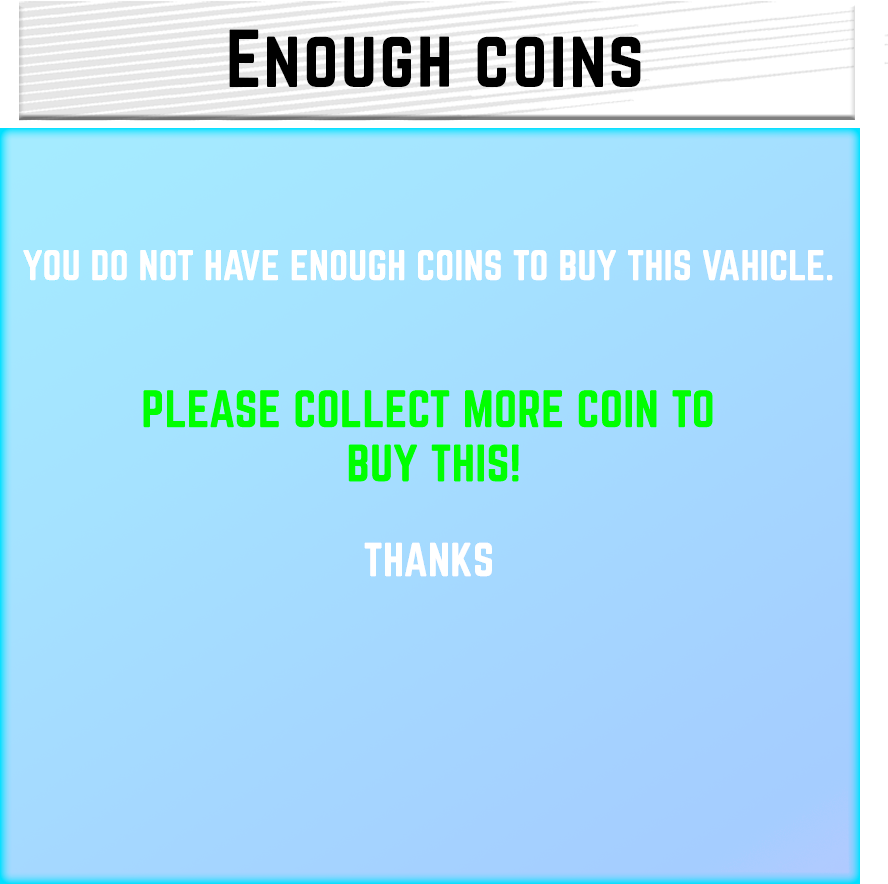 Enough coins
YOU DO NOT HAVE ENOUGH COINS TO BUY THIS VAHICLE.
PLEASE COLLECT MORE COIN TO
BUY THIS!
THANKS